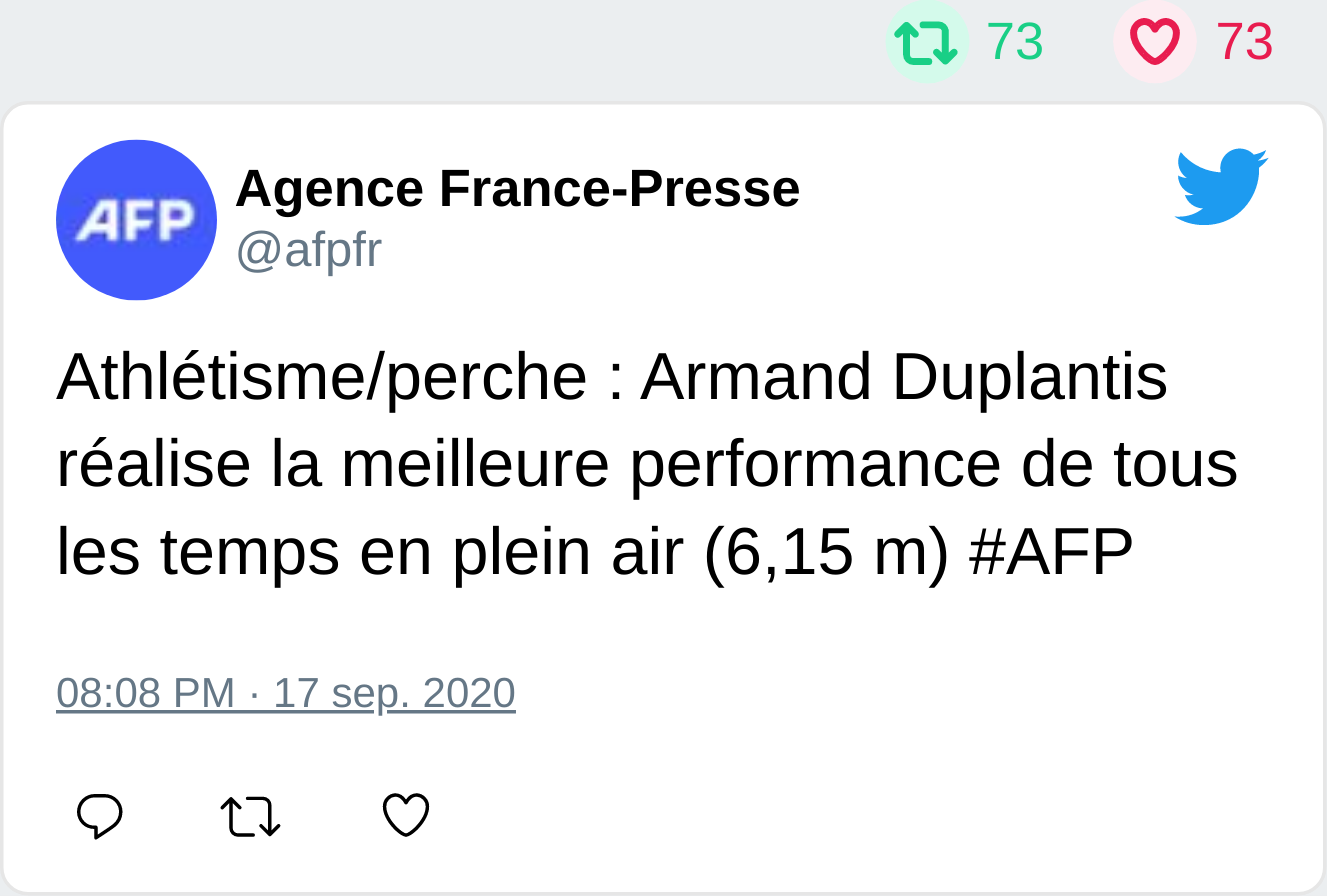 73 73
AFP
Agence France-Presse
@afpfr
Athlétisme/perche : Armand Duplantis
réalise la meilleure performance de tous
les temps en plein air (6,15 m) #AFP
08:08 PM · 17 sep. 2020